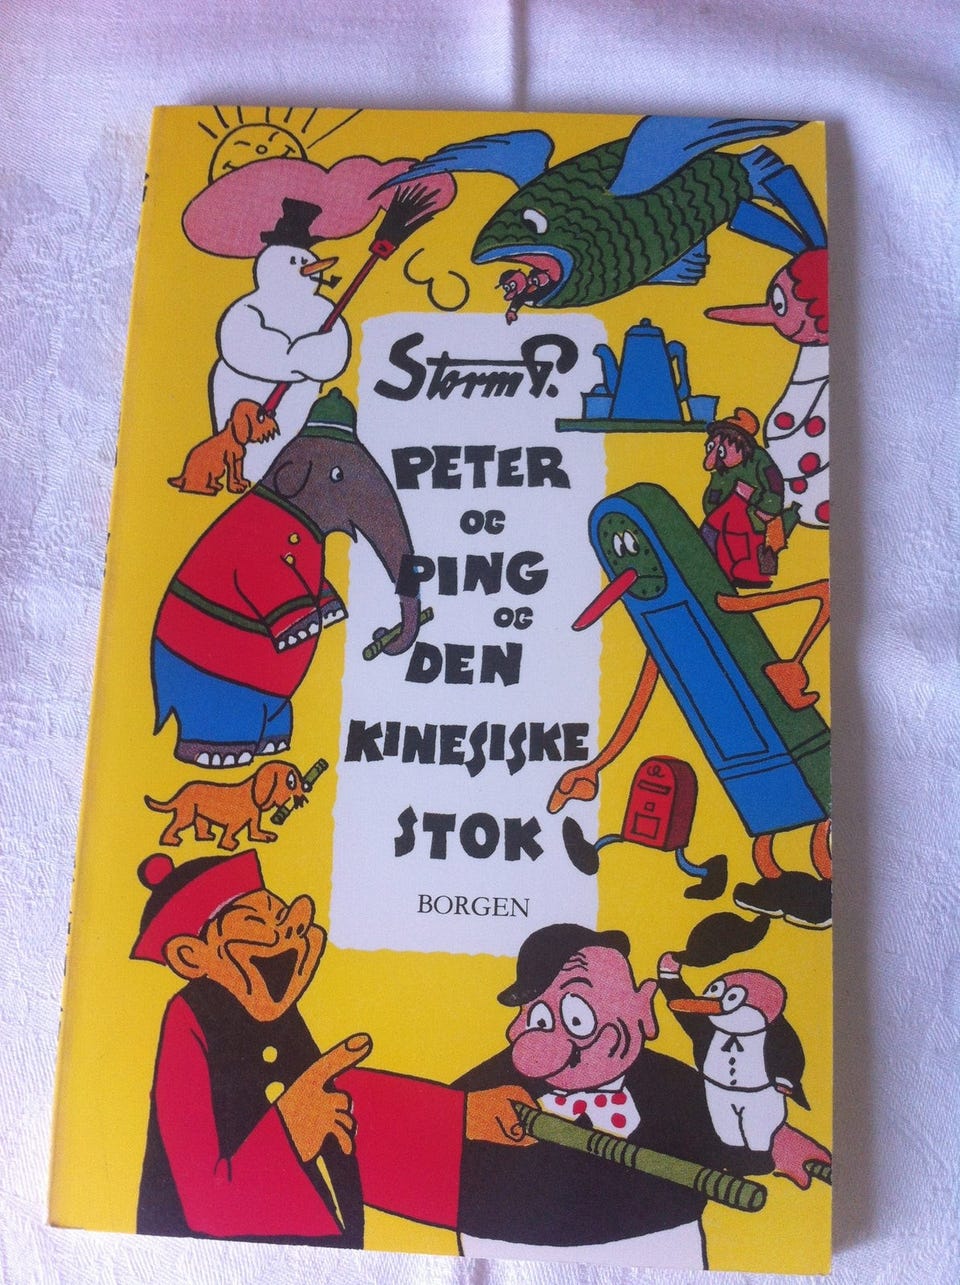 Storm P.
PETER
OG
PING
OG
DEN
KINESISKE
STOK
BORGEN